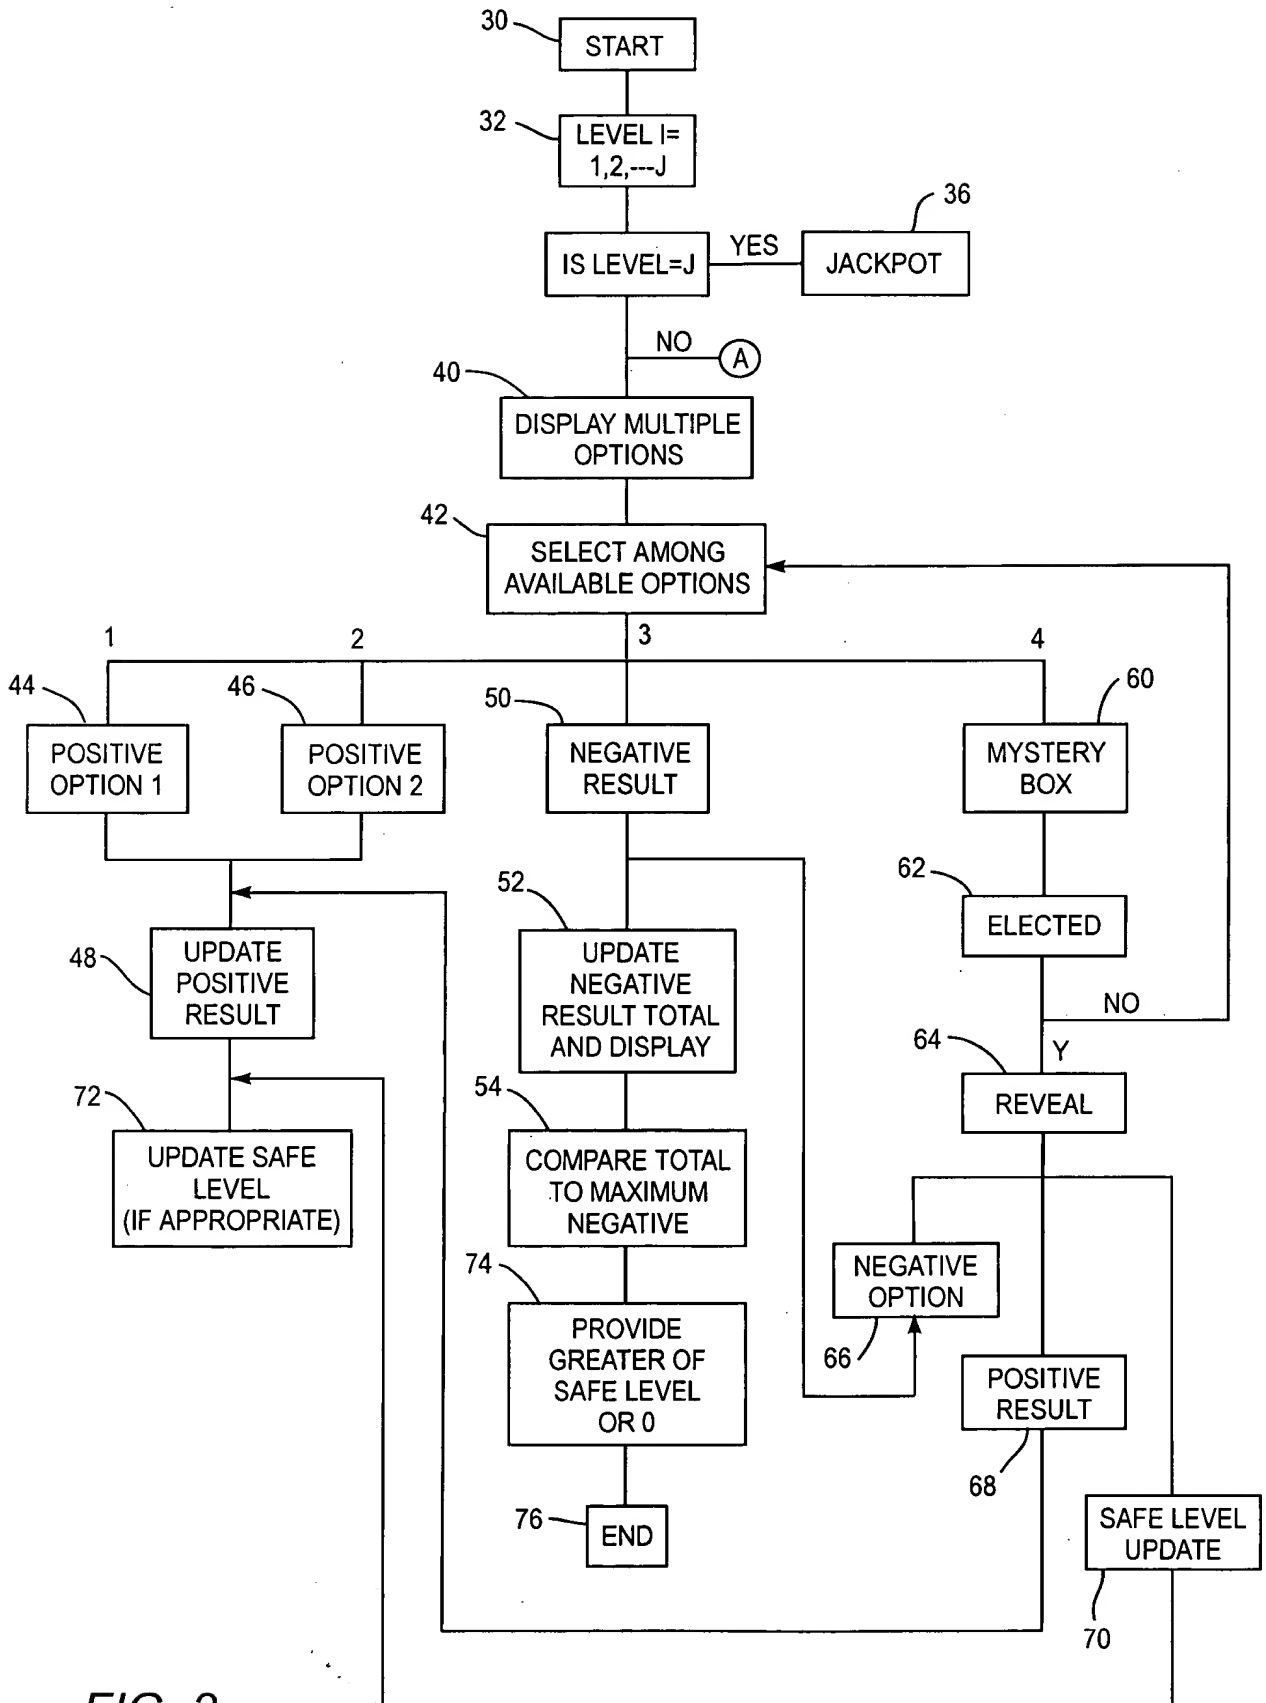 30
START
32
LEVEL I=
1,2,---J
36
IS LEVEL=J
YES
JACKPOT
NO
A
40
DISPLAY MULTIPLE
OPTIONS
42
SELECT AMONG
AVAILABLE OPTIONS
1
2
3
4
44
46
50
60
POSITIVE
OPTION 1
POSITIVE
OPTION 2
NEGATIVE
RESULT
MYSTERY
BOX
62
ELECTED
NO
52
UPDATE
NEGATIVE
RESULT TOTAL
AND DISPLAY
48
UPDATE
POSITIVE
RESULT
64
Y
REVEAL
72
UPDATE SAFE
LEVEL
(IF APPROPRIATE)
54
COMPARE TOTAL
TO MAXIMUM
NEGATIVE
74
PROVIDE
GREATER OF
SAFE LEVEL
OR 0
NEGATIVE
OPTION
66
POSITIVE
RESULT
68
76
END
SAFE LEVEL
UPDATE
70